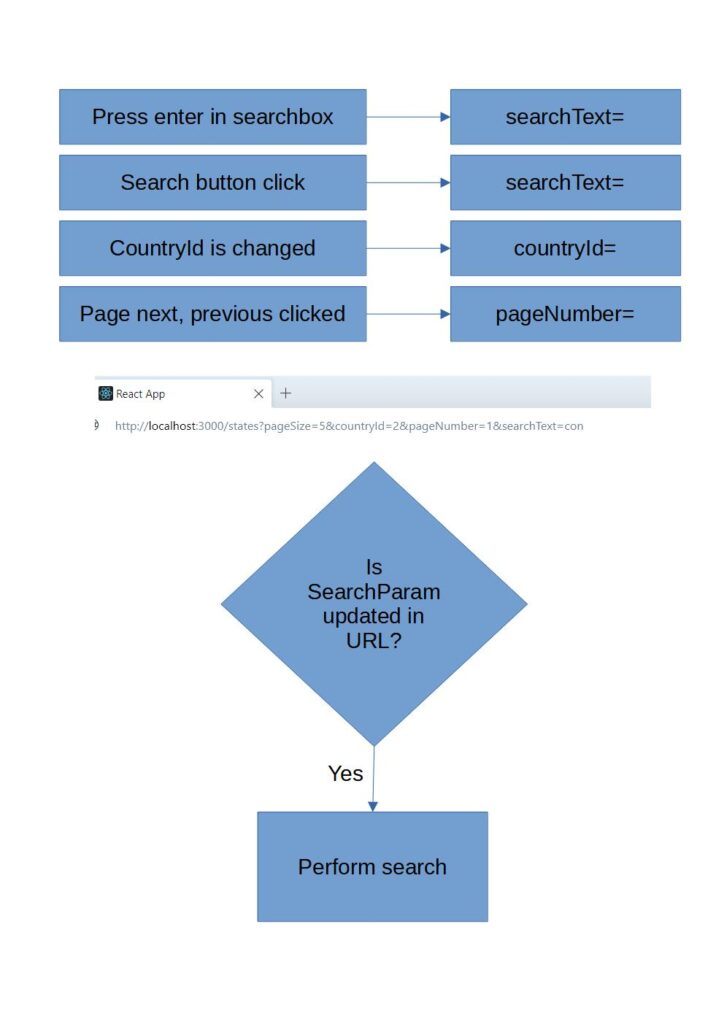 Press enter in searchbox
searchText=
Search button click
searchText=
CountryId is changed
countryId=
Page next, previous clicked
pageNumber=
React App
http://localhost:3000/states?pageSize=5&countryId=2&pageNumber=1&searchText=con
Is
SearchParam
updated in
URL?
Yes
Perform search